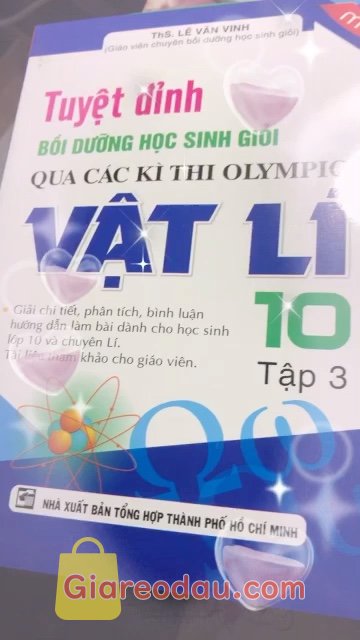 ThS. LÊ VĂN VINH
(Giáo viên chuyên bồi dưỡng học sinh giỏi)
Tuyệt đỉnh
BỒI DƯỠNG HỌC SINH GIỎI
QUA CÁC KÌ THI OLYMPIC
VẬT LÍ
10
Tập 3
Giải chi tiết, phân tích, bình luận
hướng dẫn làm bài dành cho học sinh
lớp 10 và chuyên Lí.
Tài liệu tham khảo cho giáo viên.
Ωω
NHÀ XUẤT BẢN TỔNG HỢP THÀNH PHỐ HỒ CHÍ MINH
Giareodau.com